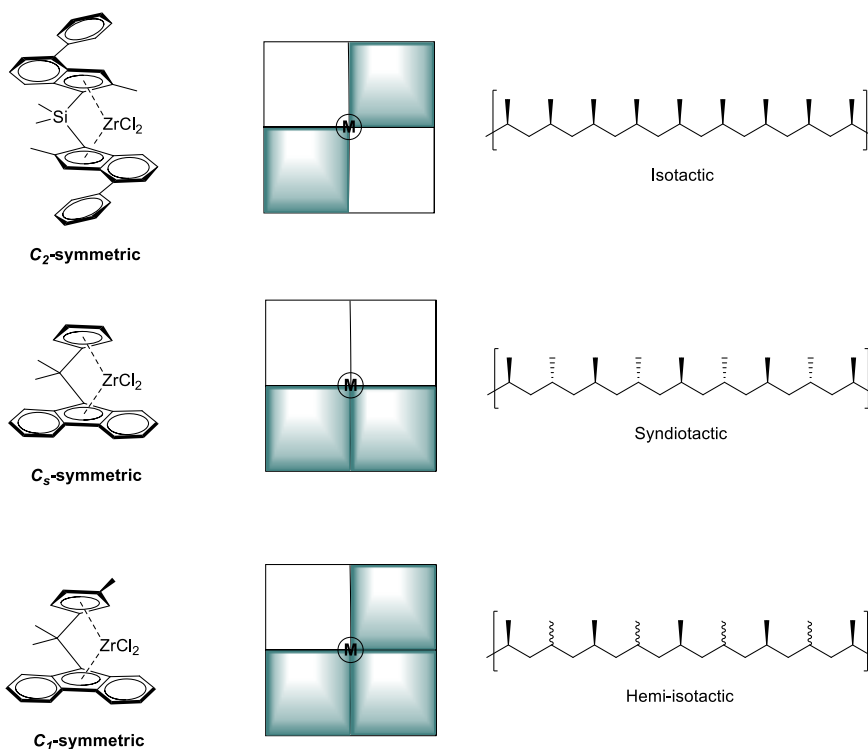 Si
ZrCl2
M
Isotactic
C2-symmetric
ZrCl2
M
Syndiotactic
Cs-symmetric
ZrCl2
M
Hemi-isotactic
C1-symmetric